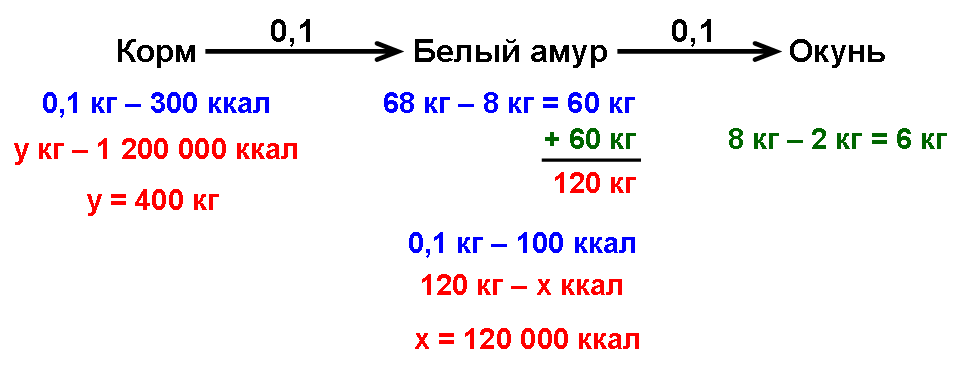 0,1 0,1
Корм Белый амур Окунь
0,1 кг – 300 ккал 68 кг – 8 кг = 60 кг
+ 60 кг 8 кг – 2 кг = 6 кг
у кг – 1 200 000 ккал
120 кг
у = 400 кг
0,1 кг – 100 ккал
120 кг – х ккал
х = 120 000 ккал